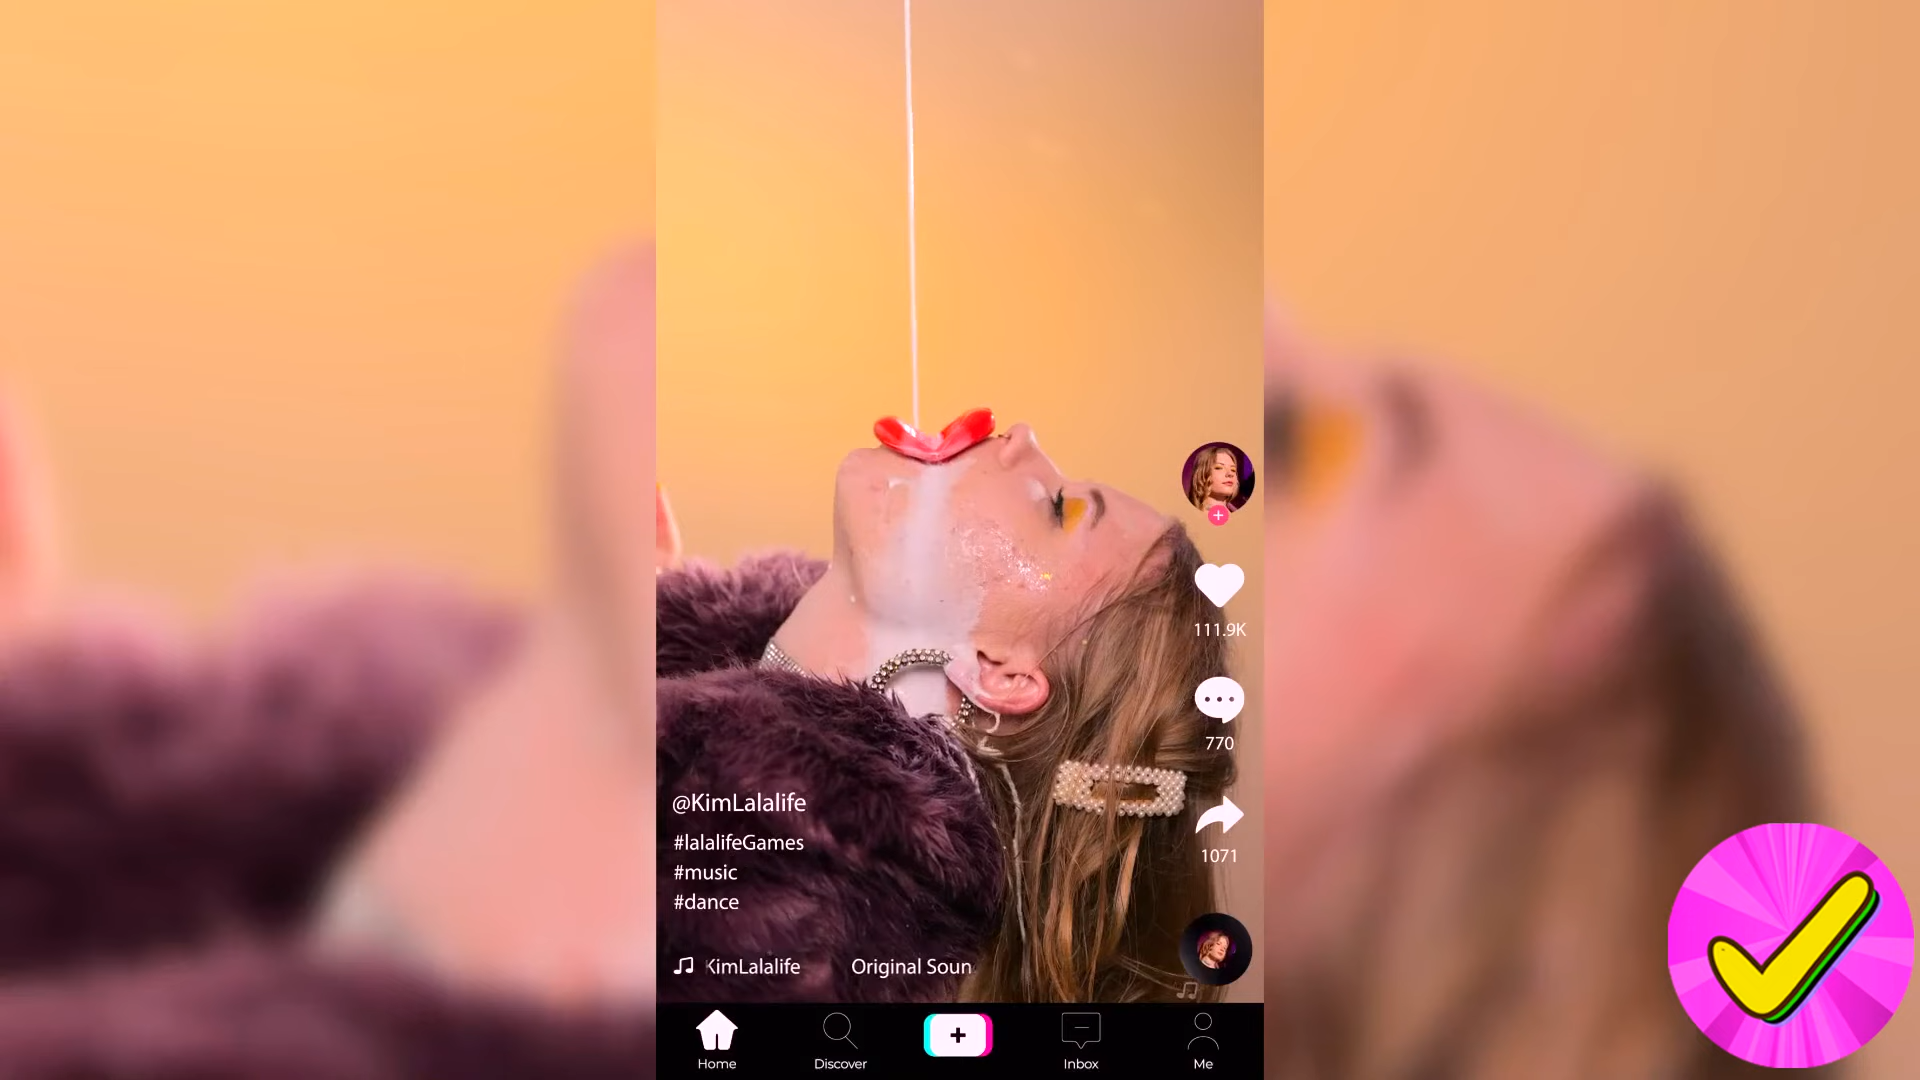 111.9K
770
@KimLalalife
#lalalifeGames
1071
#music
#dance
KimLalalife Original Soun
Home Discover Inbox Me